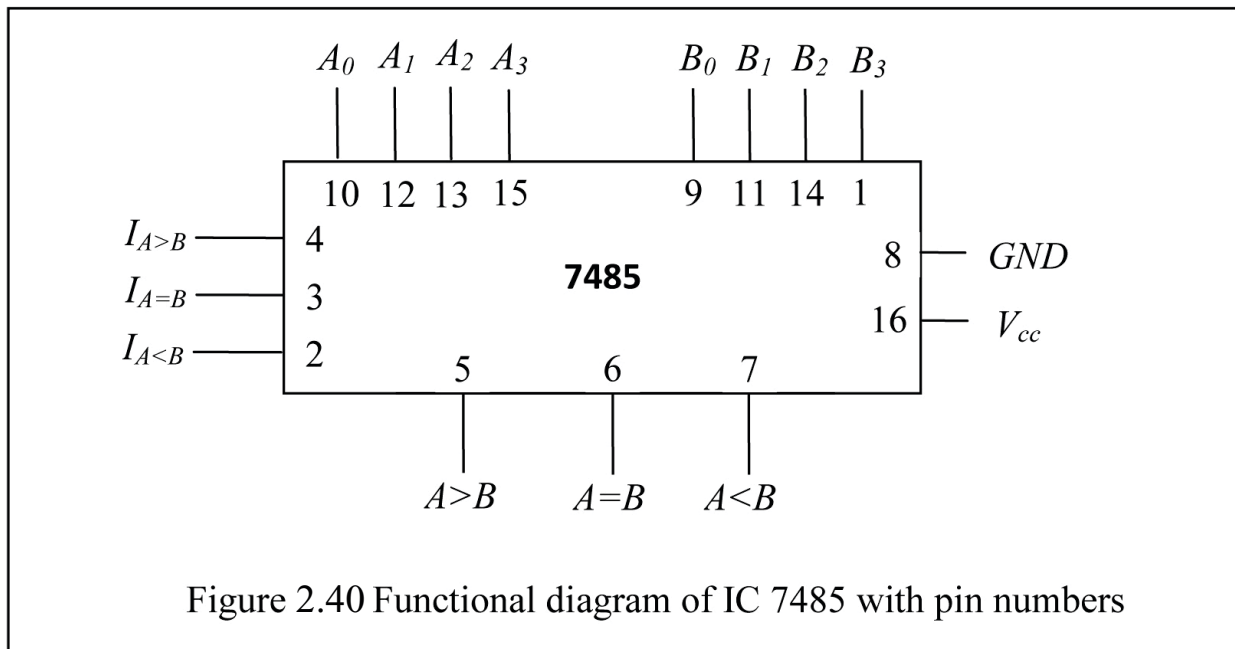 A0 A1 A2 A3 B0 B1 B2 B3
10 12 13 15 9 11 14 1
IA>B 4 8 GND
7485
IA=B 3
16 Vcc
IA<B 2
5 6 7
A>B A=B A<B
Figure 2.40 Functional diagram of IC 7485 with pin numbers